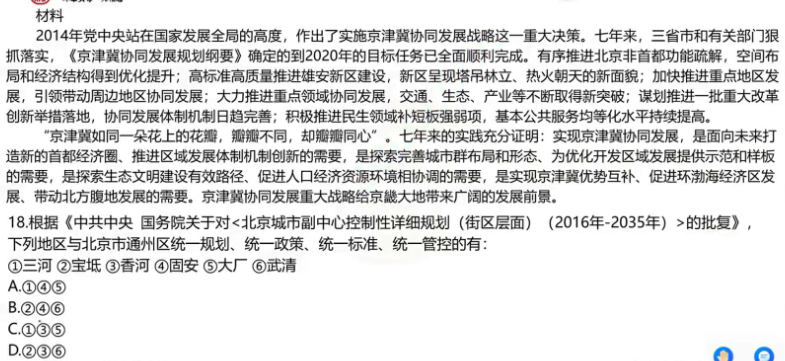 材料
2014年党中央站在国家发展全局的高度，作出了实施京津冀协同发展战略这一重大决策。七年来，三省市和有关部门狠
抓落实，《京津冀协同发展规划纲要》确定的到2020年的目标任务已全面顺利完成。有序推进北京非首都功能疏解，空间布
局和经济结构得到优化提升；高标准高质量推进雄安新区建设，新区呈现塔吊林立、热火朝天的新面貌；加快推进重点地区发
展，引领带动周边地区协同发展；大力推进重点领域协同发展，交通、生态、产业等不断取得新突破；谋划推进一批重大改革
创新举措落地，协同发展体制机制日趋完善；积极推进民生领域补短板强弱项，基本公共服务均等化水平持续提高。
“京津冀如同一朵花上的花瓣，瓣瓣不同，却瓣瓣同心”。七年来的实践充分证明：实现京津冀协同发展，是面向未来打
造新的首都经济圈、推进区域发展体制机制创新的需要，是探索完善城市群布局和形态、为优化开发区域发展提供示范和样板
的需要，是探索生态文明建设有效路径、促进人口经济资源环境相协调的需要，是实现京津冀优势互补、促进环渤海经济区发
展、带动北方腹地发展的需要。京津冀协同发展重大战略给京畿大地带来广阔的发展前景。
18.根据《中共中央 国务院关于对<北京城市副中心控制性详细规划（街区层面）（2016年-2035年）>的批复》，
下列地区与北京市通州区统一规划、统一政策、统一标准、统一管控的有：
①三河 ②宝坻 ③香河 ④固安 ⑤大厂 ⑥武清
A.①④⑤
B.②④⑥
C.①③⑤
D.②③⑥